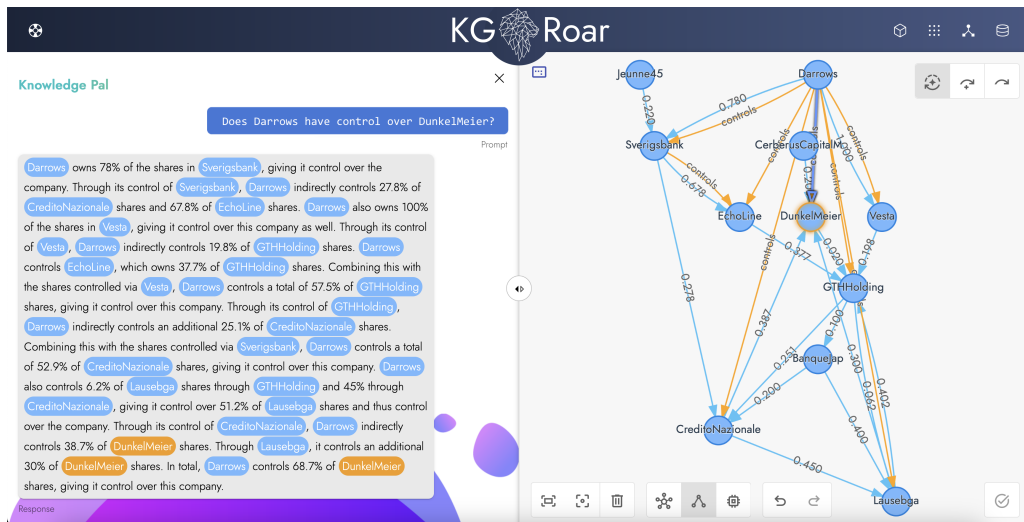 KG Roar
Knowledge Pal
Does Darrows have control over DunkelMeier?
Prompt
Darrows owns 78% of the shares in Sverigsbank, giving it control over the
company. Through its control of Sverigsbank, Darrows indirectly controls 27.8% of
CreditoNazionale shares and 67.8% of EchoLine shares. Darrows also owns 100%
of the shares in Vesta, giving it control over this company as well. Through its control
of Vesta, Darrows indirectly controls 19.8% of GTHHolding shares. Darrows
controls EchoLine, which owns 37.7% of GTHHolding shares. Combining this with
the shares controlled via Vesta, Darrows controls a total of 57.5% of GTHHolding
shares, giving it control over this company. Through its control of GTHHolding,
Darrows indirectly controls an additional 25.1% of CreditoNazionale shares.
Combining this with the shares controlled via Sverigsbank, Darrows controls a total
of 52.9% of CreditoNazionale shares, giving it control over this company. Darrows
also controls 6.2% of Lausebga shares through GTHHolding and 45% through
CreditoNazionale, giving it control over 51.2% of Lausebga shares and thus control
over the company. Through its control of CreditoNazionale, Darrows indirectly
controls 38.7% of DunkelMeier shares. Through Lausebga, it controls an additional
30% of DunkelMeier shares. In total, Darrows controls 68.7% of DunkelMeier
shares, giving it control over this company.
Response
Jeunne45
Darrows
0.220
0.780
controls
controls
controls
controls
controls
Sverigsbank
CerberusCapitalM
controls
0.678
EchoLine
DunkelMeier
Vesta
0.377
0.020
0.198
controls
0.278
GTHHolding
0.387
0.100
0.251
Banquejap
0.300
0.062
0.402
0.200
0.400
CreditoNazionale
0.450
Lausebga